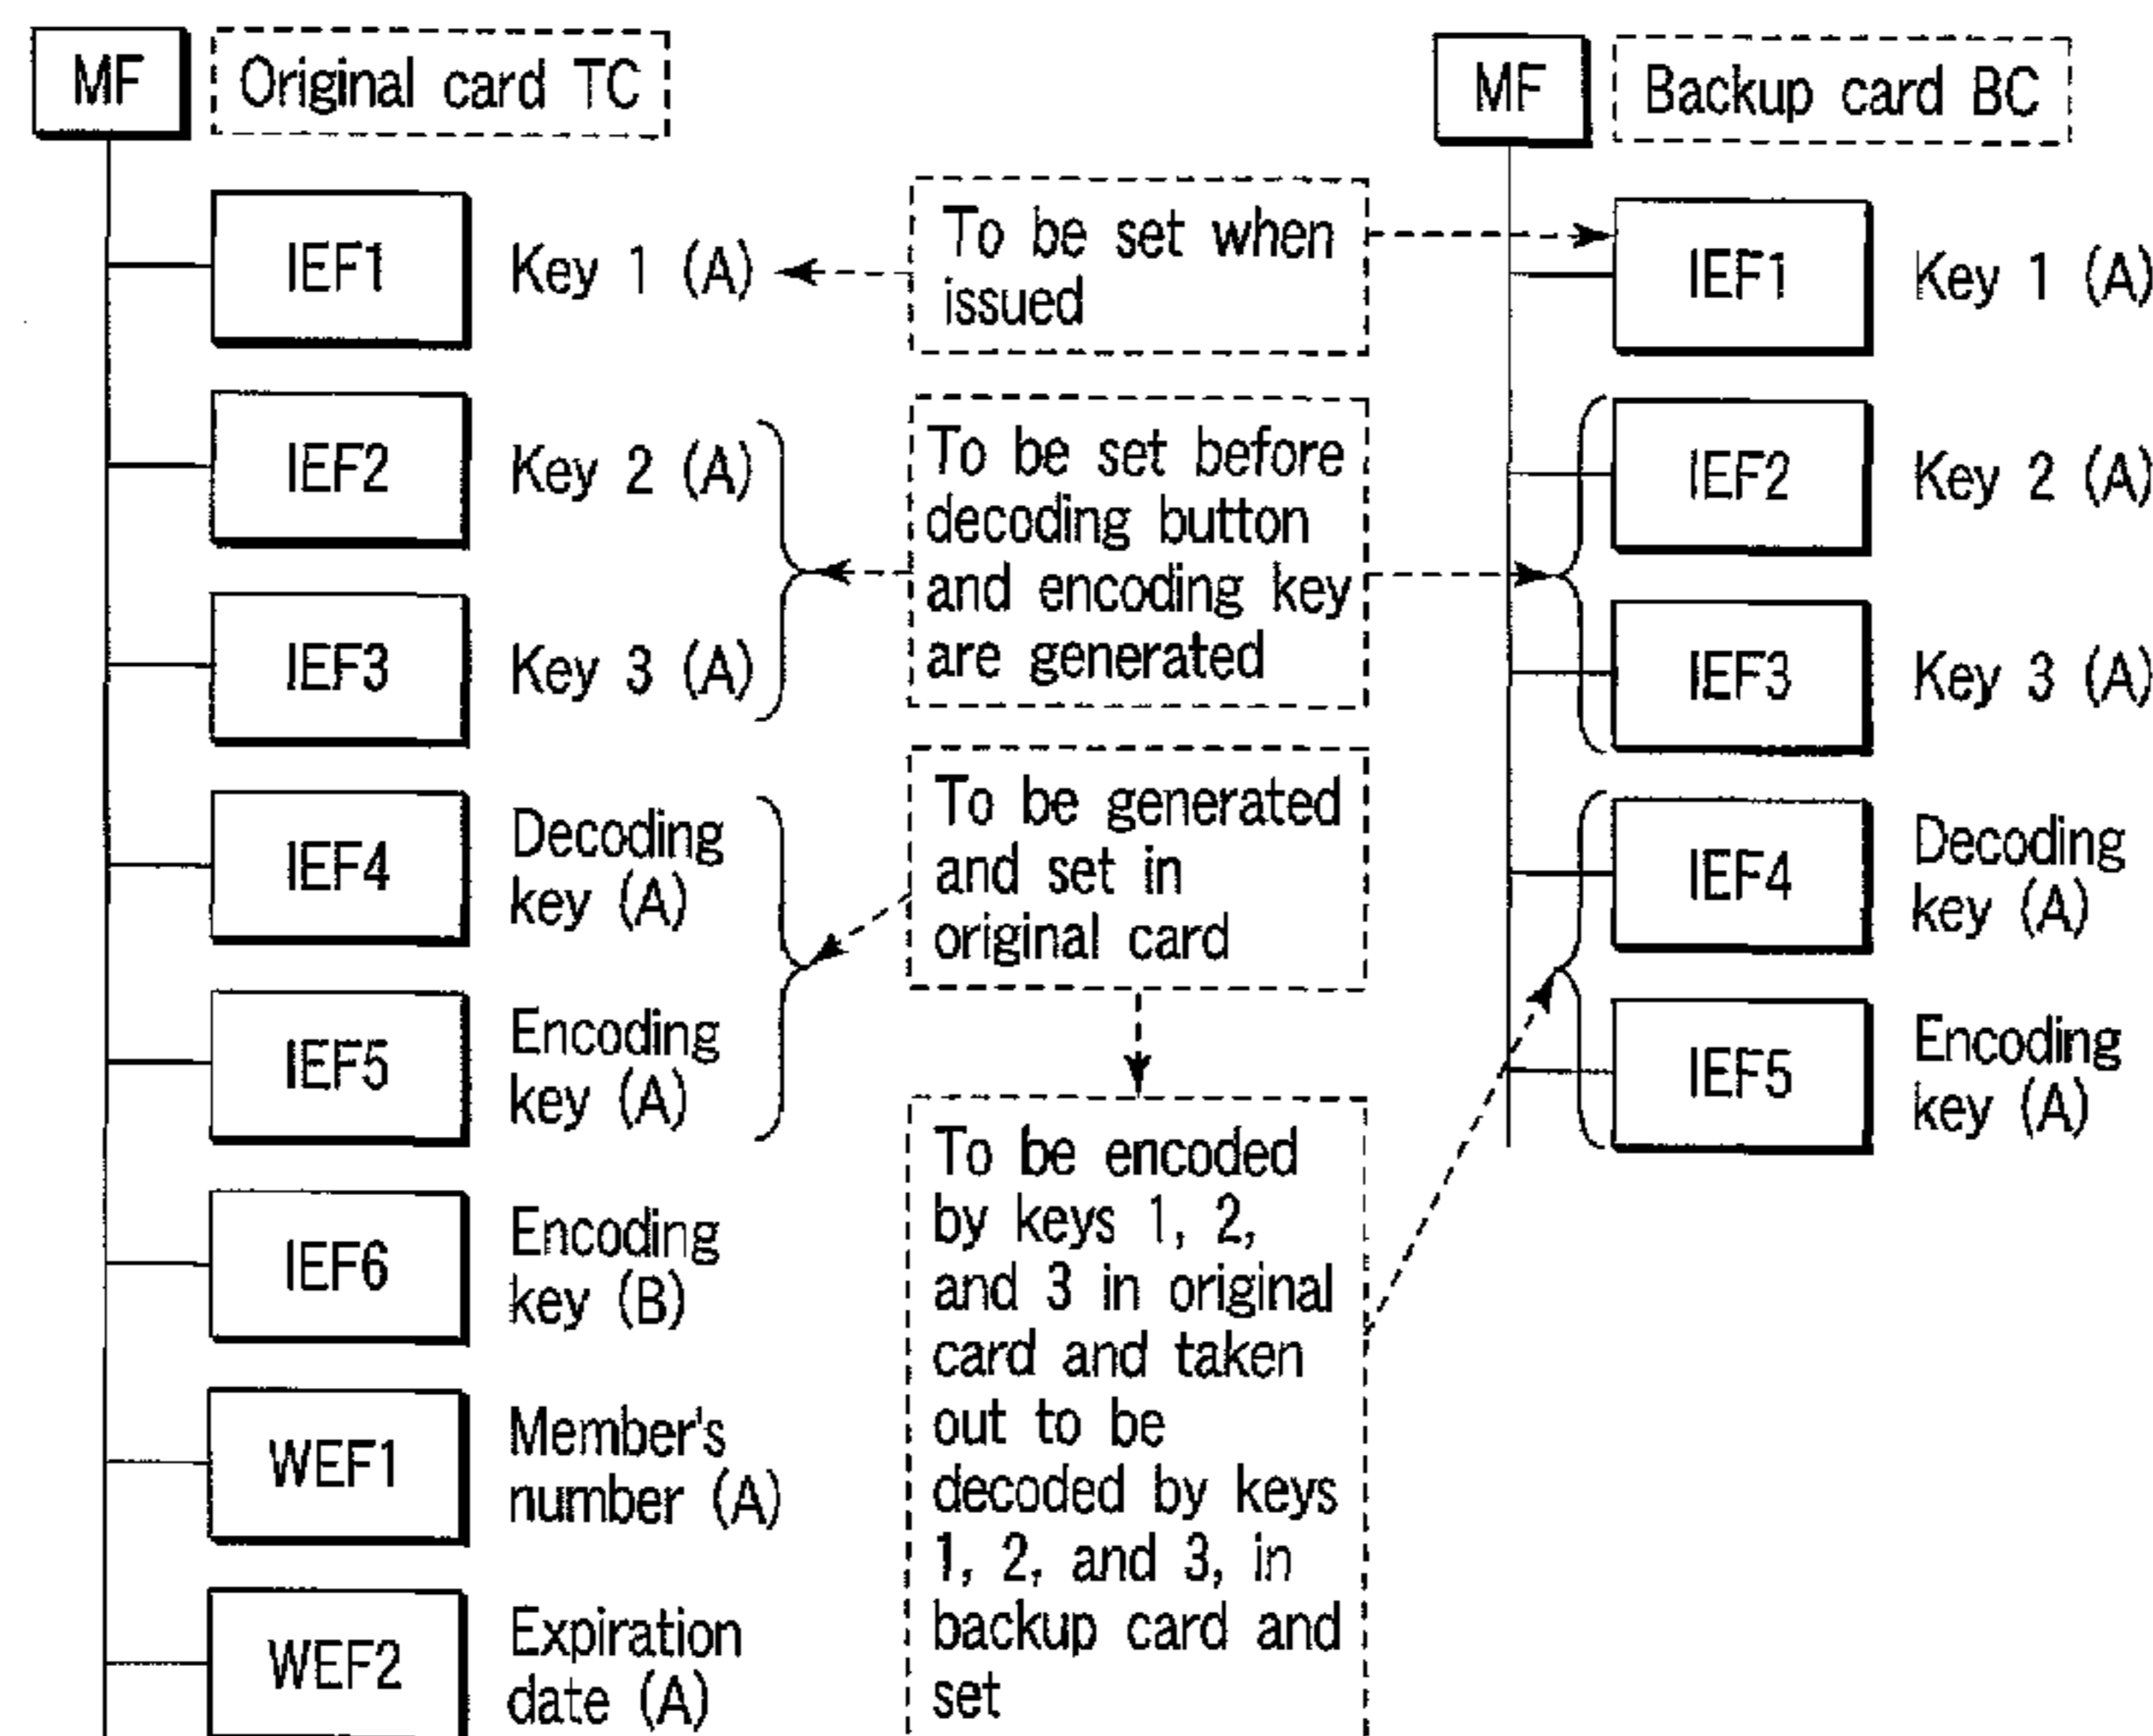 MF
Original card TC
IEF1
Key 1 (A)
IEF2
Key 2 (A)
IEF3
Key 3 (A)
IEF4
Decoding
key (A)
IEF5
Encoding
key (A)
IEF6
Encoding
key (B)
WEF1
Member's
number (A)
WEF2
Expiration
date (A)
To be set when
issued
To be set before
decoding button
and encoding key
are generated
To be generated
and set in
original card
To be encoded
by keys 1, 2,
and 3 in original
card and taken
out to be
decoded by keys
1, 2, and 3, in
backup card and
set
MF
Backup card BC
IEF1
Key 1 (A)
IEF2
Key 2 (A)
IEF3
Key 3 (A)
IEF4
Decoding
key (A)
IEF5
Encoding
key (A)